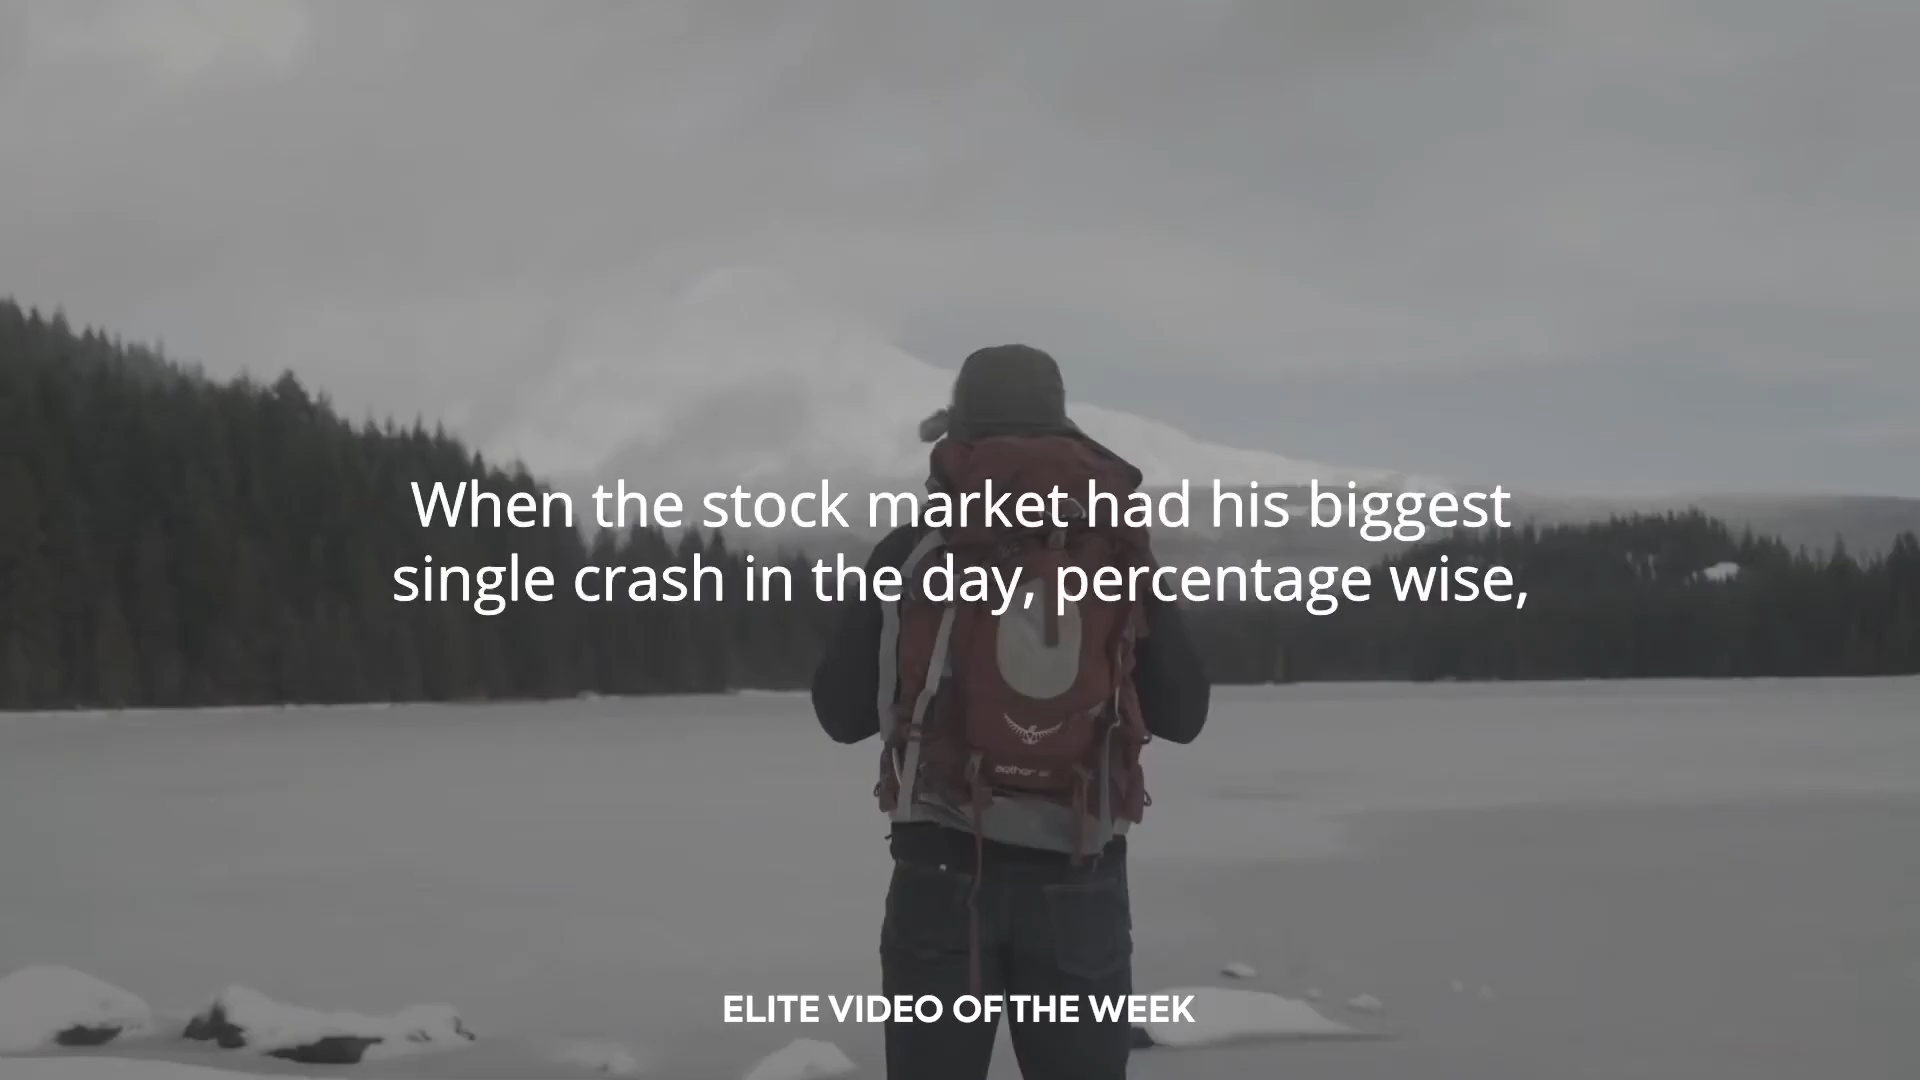 When the stock market had his biggest
single crash in the day, percentage wise,
aether
ELITE VIDEO OF THE WEEK